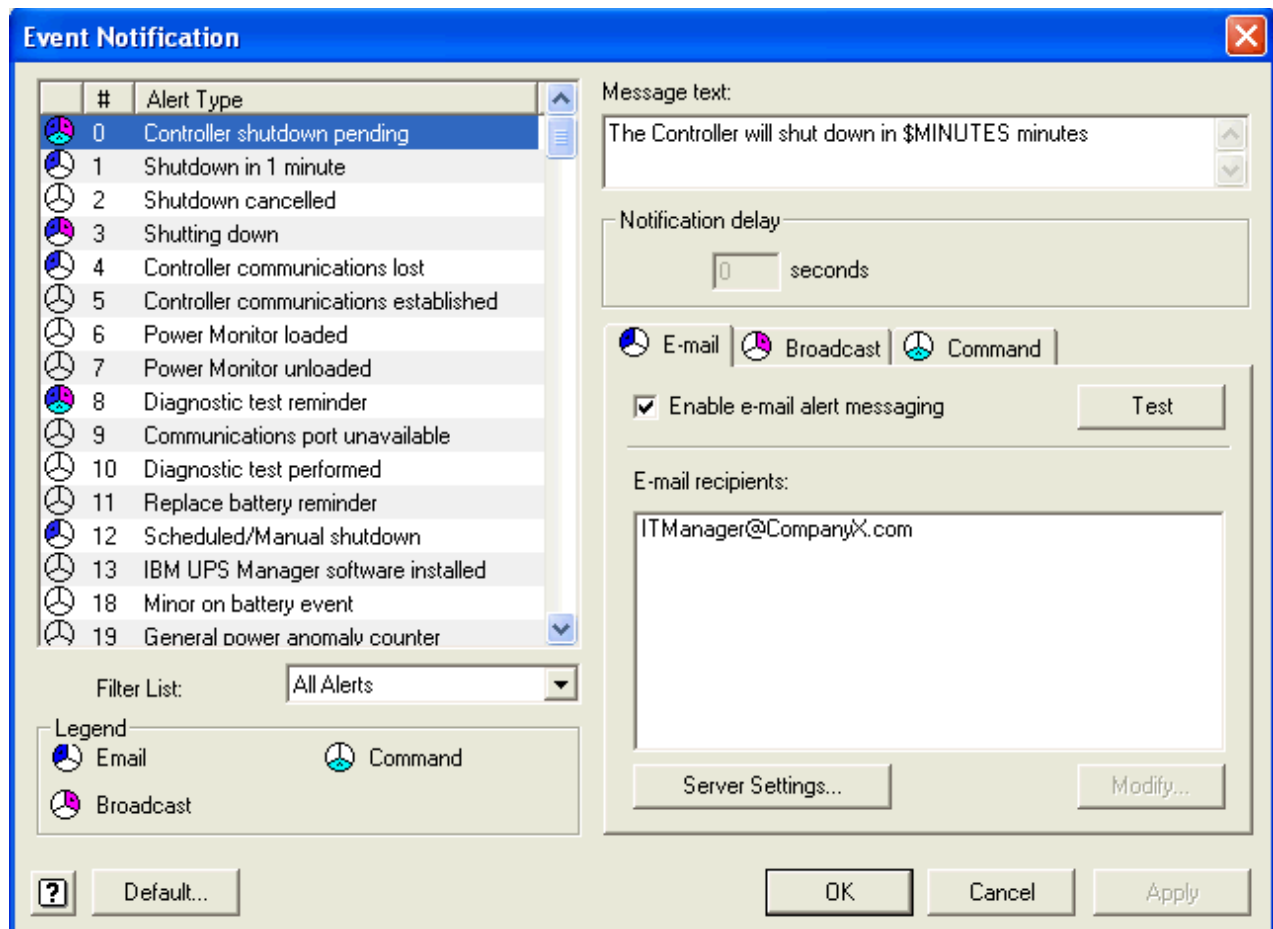 Event Notification
# Alert Type
0 Controller shutdown pending
1 Shutdown in 1 minute
2 Shutdown cancelled
3 Shutting down
4 Controller communications lost
5 Controller communications established
6 Power Monitor loaded
7 Power Monitor unloaded
8 Diagnostic test reminder
9 Communications port unavailable
10 Diagnostic test performed
11 Replace battery reminder
12 Scheduled/Manual shutdown
13 IBM UPS Manager software installed
18 Minor on battery event
19 General power anomaly counter
Filter List: All Alerts
Legend
Email Command
Broadcast
? Default...
Message text:
The Controller will shut down in $MINUTES minutes
Notification delay
0 seconds
E-mail Broadcast Command
Enable e-mail alert messaging Test
E-mail recipients:
ITManager@CompanyX.com
Server Settings... Modify...
OK Cancel Apply